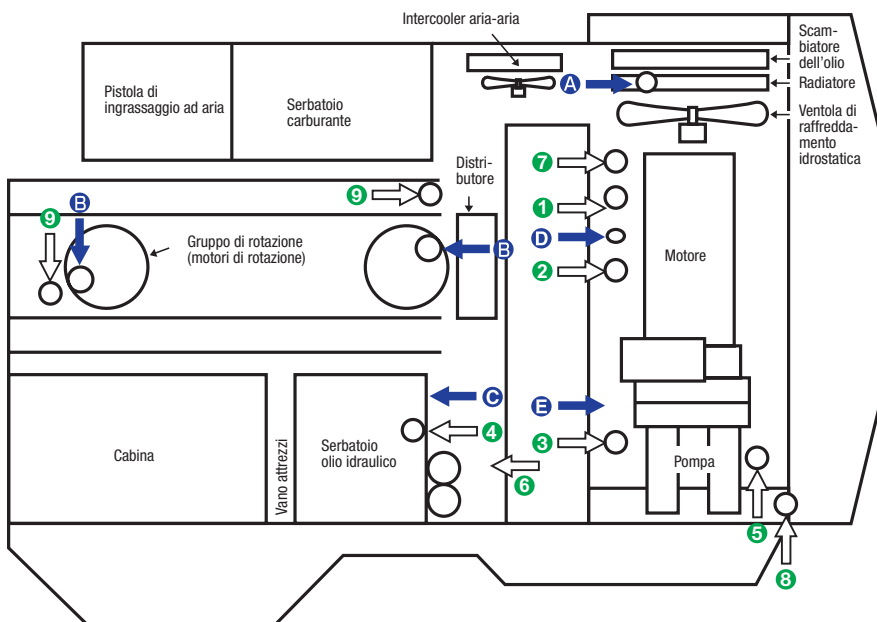 Intercooler aria-aria
Scam-
biatore
dell'olio
Radiatore
Ventola di
raffredda-
mento
idrostatica
Pistola di
ingrassaggio ad aria
Serbatoio
carburante
A
7
Distri-
butore
9
B
9
1
D
B
2
Gruppo di rotazione
(motori di rotazione)
Motore
C
E
4
3
6
Cabina
Vano attrezzi
Serbatoio
olio idraulico
Pompa
5
8